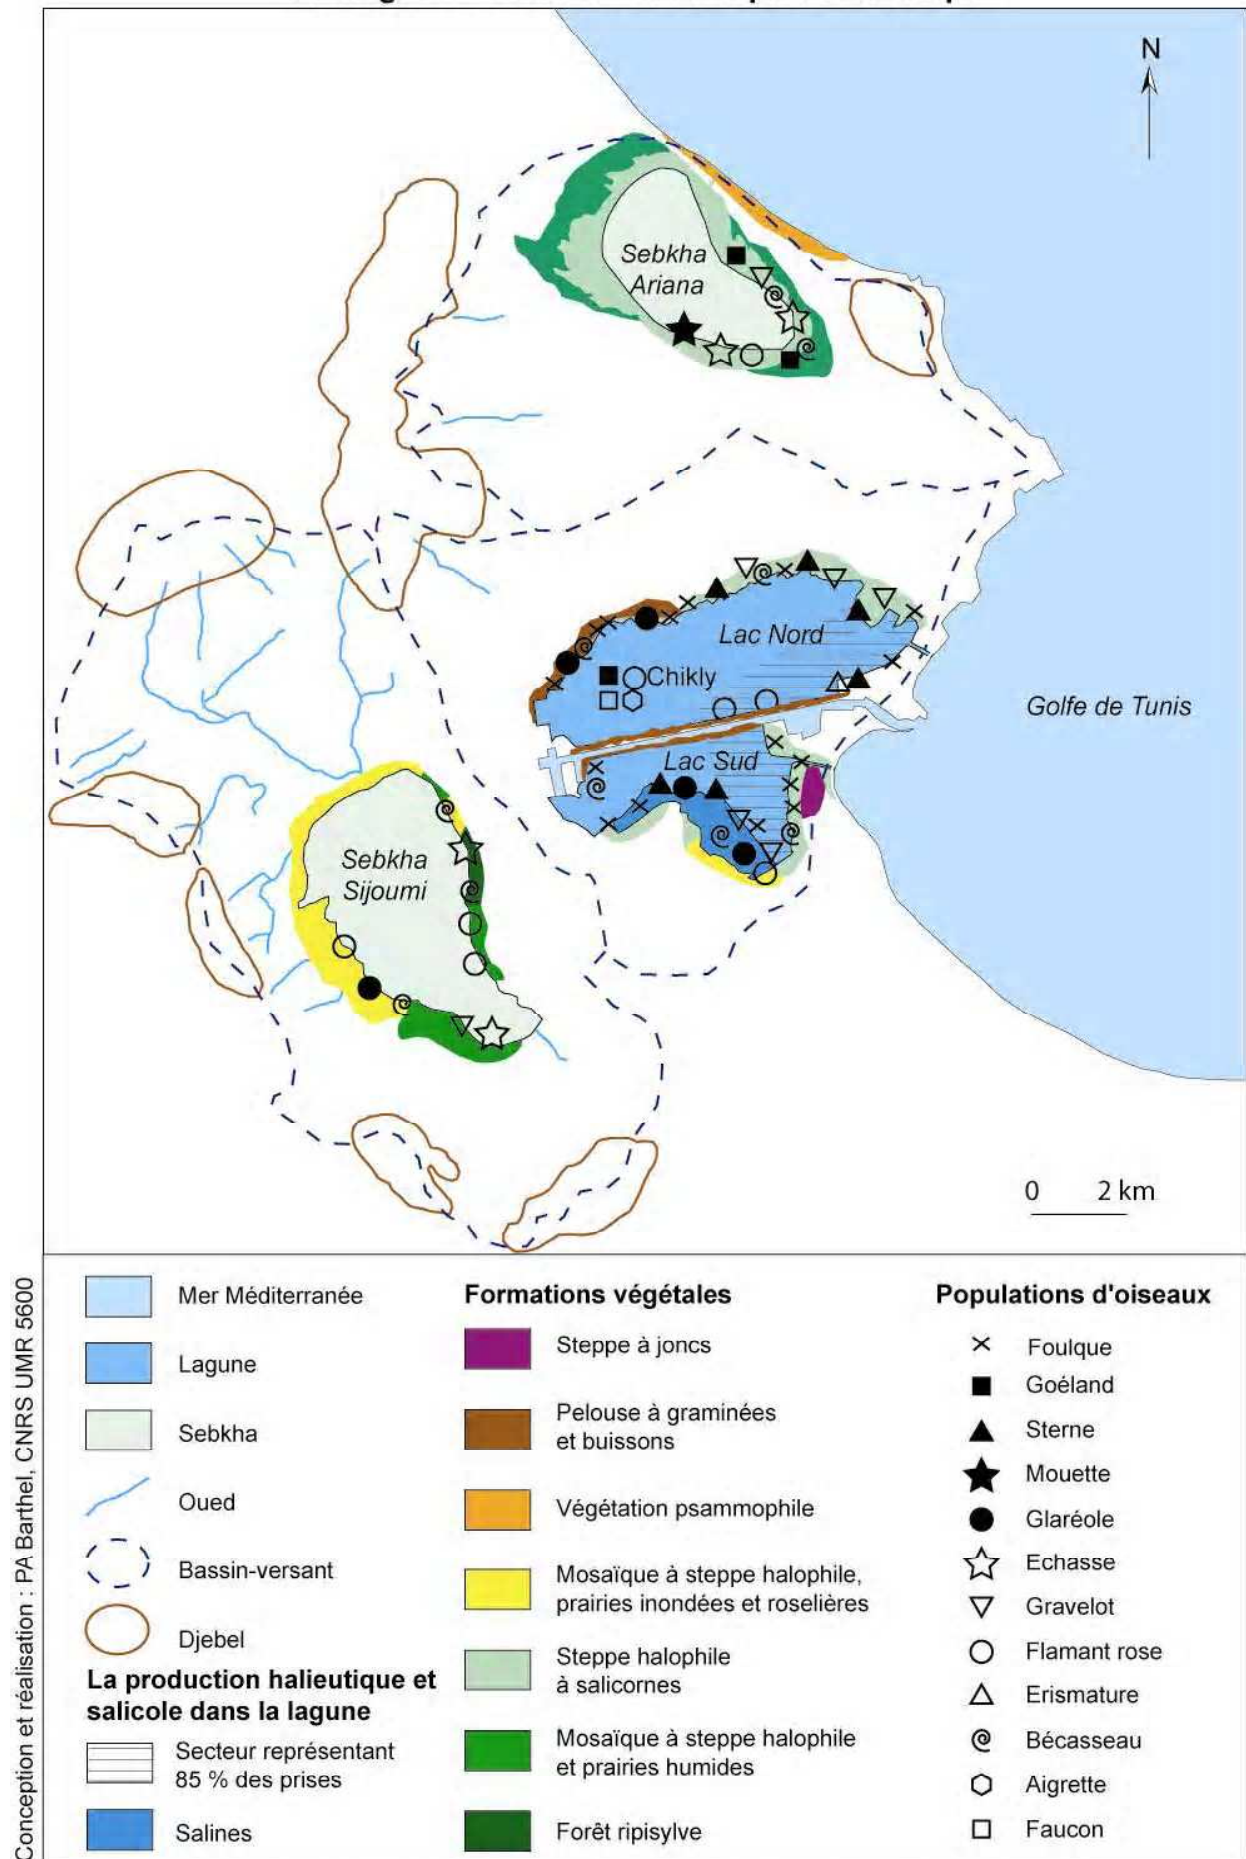 N
Sebkha
Ariana
Lac Nord
Chikly
Golfe de Tunis
Lac Sud
Sebkha
Sijoumi
0 2 km
Conception et réalisation : PA Barthel, CNRS UMR 5600
Mer Méditerranée
Lagune
Sebkha
Oued
Bassin-versant
Djebel
La production halieutique et
salicole dans la lagune
Secteur représentant
85 % des prises
Salines
Formations végétales
Steppe à joncs
Pelouse à graminées
et buissons
Végétation psammophile
Mosaïque à steppe halophile,
prairies inondées et roselières
Steppe halophile
à salicornes
Mosaïque à steppe halophile
et prairies humides
Forêt ripisylve
Populations d'oiseaux
Foulque
Goéland
Sterne
Mouette
Glaréole
Echasse
Gravelot
Flamant rose
Erismature
Bécasseau
Aigrette
Faucon